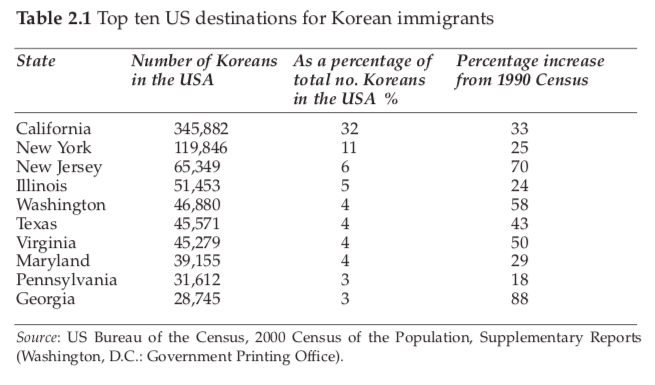 Table 2.1 Top ten US destinations for Korean immigrants
State Number of Koreans As a percentage of Percentage increase
in the USA total no. Koreans from 1990 Census
in the USA %
California 345,882 32 33
New York 119,846 11 25
New Jersey 65,349 6 70
Illinois 51,453 5 24
Washington 46,880 4 58
Texas 45,571 4 43
Virginia 45,279 4 50
Maryland 39,155 4 29
Pennsylvania 31,612 3 18
Georgia 28,745 3 88
Source: US Bureau of the Census, 2000 Census of the Population, Supplementary Reports
(Washington, D.C.: Government Printing Office).